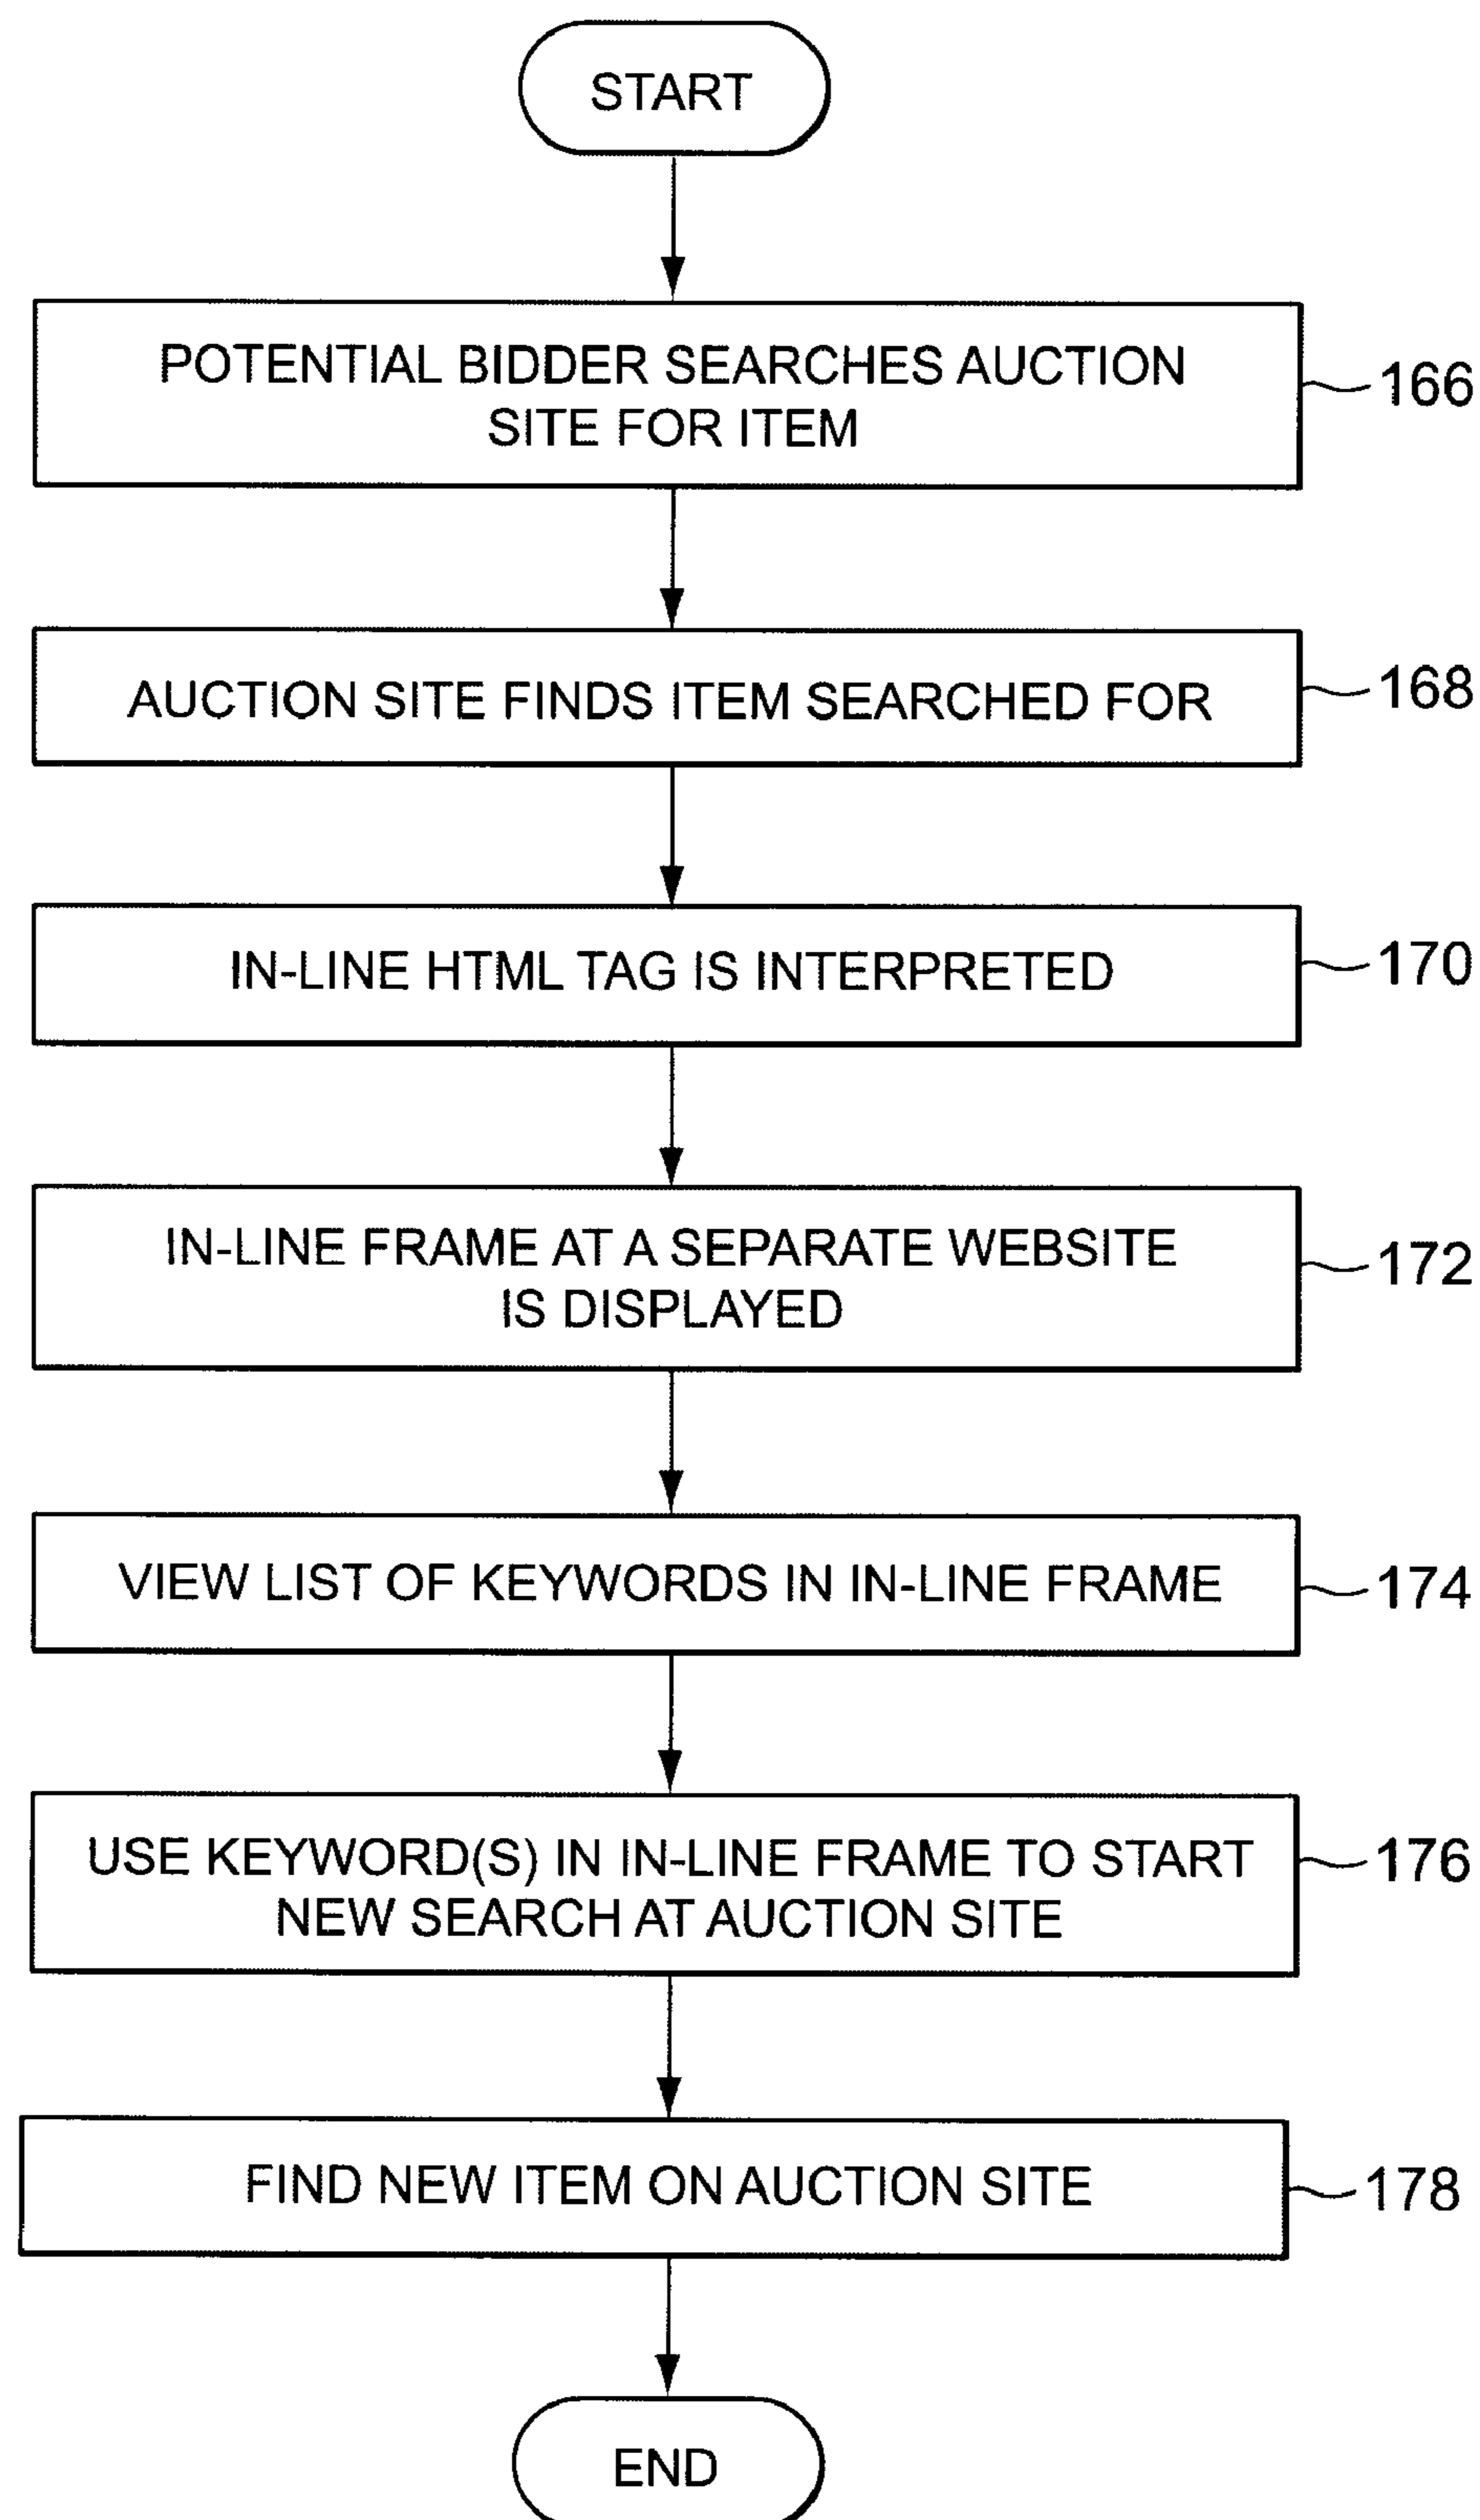 START
POTENTIAL BIDDER SEARCHES AUCTION
SITE FOR ITEM
166
AUCTION SITE FINDS ITEM SEARCHED FOR
168
IN-LINE HTML TAG IS INTERPRETED
170
IN-LINE FRAME AT A SEPARATE WEBSITE
IS DISPLAYED
172
VIEW LIST OF KEYWORDS IN IN-LINE FRAME
174
USE KEYWORD(S) IN IN-LINE FRAME TO START
NEW SEARCH AT AUCTION SITE
176
FIND NEW ITEM ON AUCTION SITE
178
END